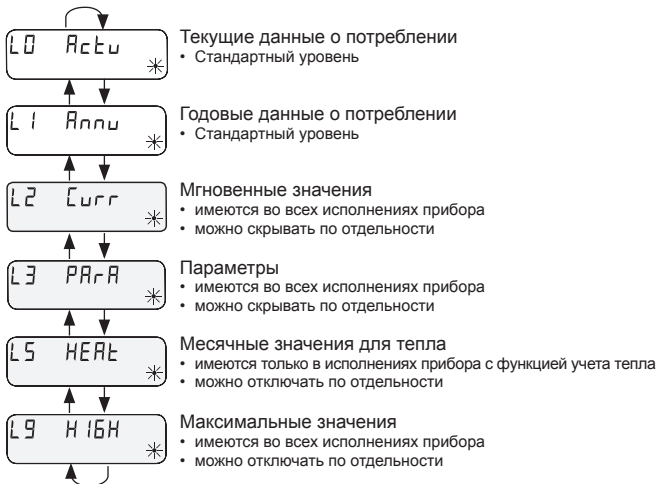 L0 Actu
Текущие данные о потреблении
• Стандартный уровень
L1 Annu
Годовые данные о потреблении
• Стандартный уровень
L2 Curr
Мгновенные значения
• имеются во всех исполнениях прибора
• можно скрывать по отдельности
L3 PArA
Параметры
• имеются во всех исполнениях прибора
• можно скрывать по отдельности
L5 HEAt
Месячные значения для тепла
• имеются только в исполнениях прибора с функцией учета тепла
• можно отключать по отдельности
L9 HIGH
Максимальные значения
• имеются во всех исполнениях прибора
• можно отключать по отдельности